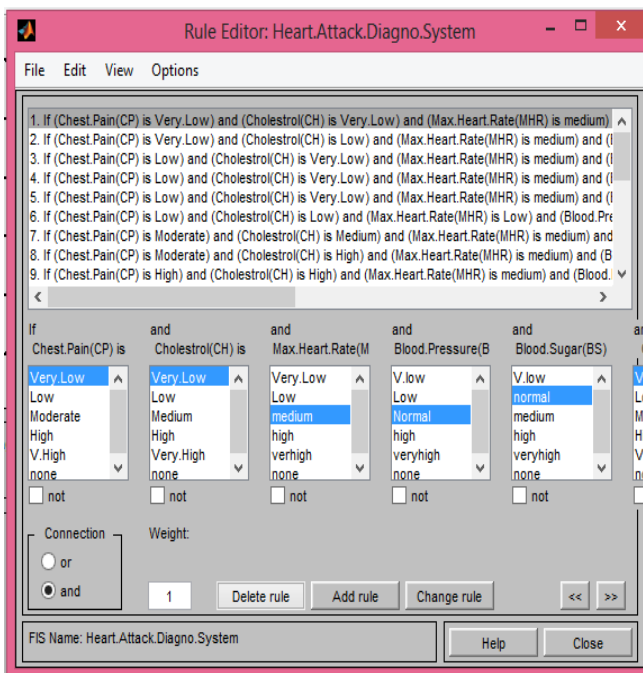 Rule Editor: Heart.Attack.Diagno.System
File Edit View Options
1. If (Chest.Pain(CP) is Very.Low) and (Cholestrol(CH) is Very.Low) and (Max.Heart.Rate(MHR) is medium)
2. If (Chest.Pain(CP) is Very.Low) and (Cholestrol(CH) is Low) and (Max.Heart.Rate(MHR) is medium) and (
3. If (Chest.Pain(CP) is Low) and (Cholestrol(CH) is Very.Low) and (Max.Heart.Rate(MHR) is medium) and (
4. If (Chest.Pain(CP) is Low) and (Cholestrol(CH) is Very.Low) and (Max.Heart.Rate(MHR) is medium) and (
5. If (Chest.Pain(CP) is Low) and (Cholestrol(CH) is Very.Low) and (Max.Heart.Rate(MHR) is medium) and (
6. If (Chest.Pain(CP) is Low) and (Cholestrol(CH) is Low) and (Max.Heart.Rate(MHR) is Low) and (Blood.Pre
7. If (Chest.Pain(CP) is Moderate) and (Cholestrol(CH) is Medium) and (Max.Heart.Rate(MHR) is medium) and
8. If (Chest.Pain(CP) is Moderate) and (Cholestrol(CH) is High) and (Max.Heart.Rate(MHR) is medium) and (B
9. If (Chest.Pain(CP) is High) and (Cholestrol(CH) is High) and (Max.Heart.Rate(MHR) is medium) and (Blood.
If and and and and
Chest.Pain(CP) is Cholestrol(CH) is Max.Heart.Rate(M Blood.Pressure(B Blood.Sugar(BS)
Very.Low Very.Low Very.Low V.low V.low
Low Low Low Low normal
Moderate Medium medium Normal medium
High High high high high
V.High Very.High verhigh veryhigh veryhigh
none none none none none
not not not not not
Connection Weight:
or
and 1 Delete rule Add rule Change rule << >>
FIS Name: Heart.Attack.Diagno.System Help Close